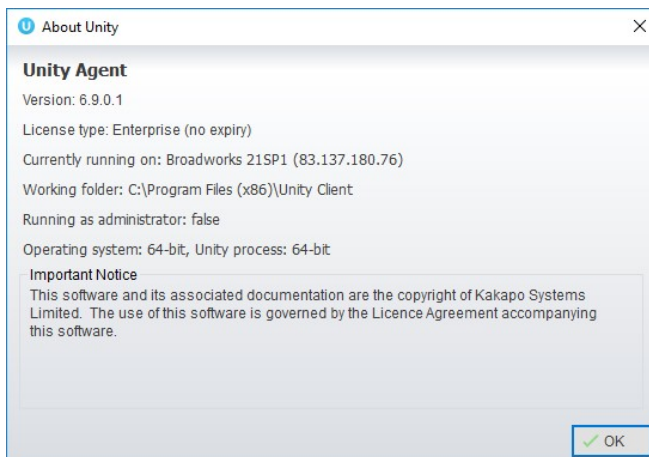 About Unity
Unity Agent
Version: 6.9.0.1
License type: Enterprise (no expiry)
Currently running on: Broadworks 21SP1 (83.137.180.76)
Working folder: C:\Program Files (x86)\Unity Client
Running as administrator: false
Operating system: 64-bit, Unity process: 64-bit
Important Notice
This software and its associated documentation are the copyright of Kakapo Systems
Limited. The use of this software is governed by the Licence Agreement accompanying
this software.
OK